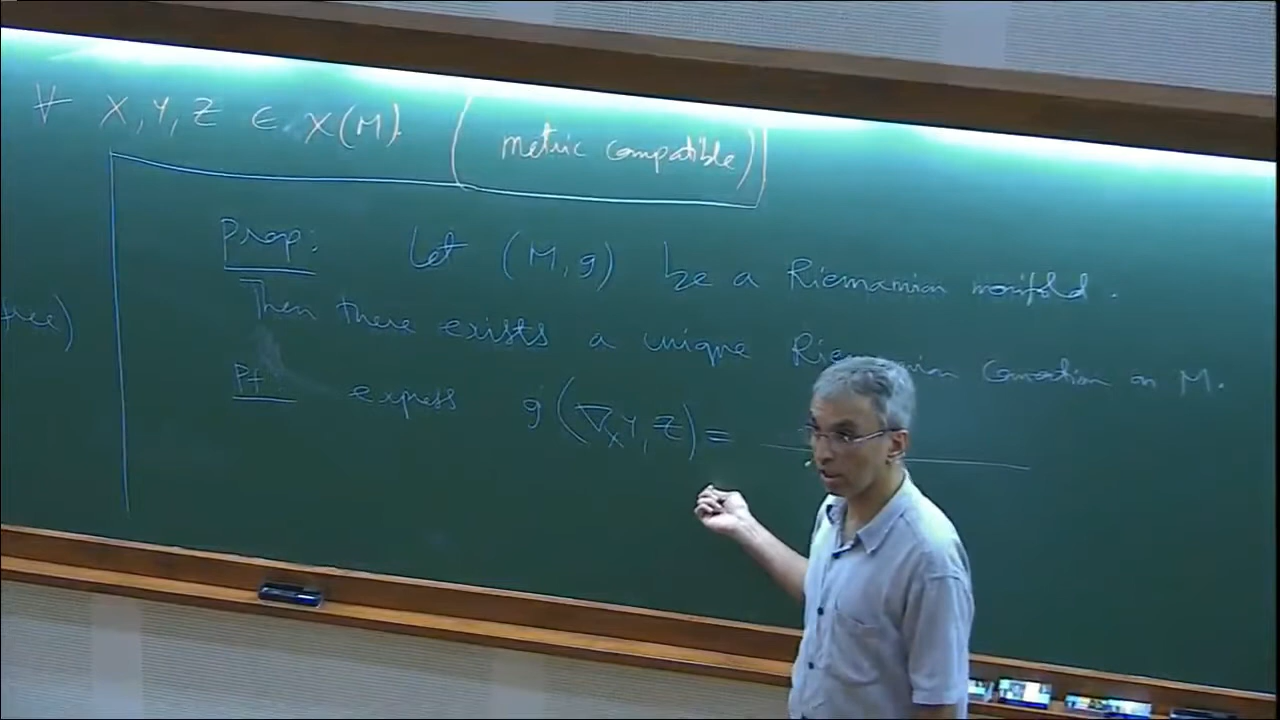 ∀ X, Y, Z ∈ X(M). (metric compatible)
Prop: Let (M, g) be a Riemannian manifold.
Then there exists a unique Riemannian Connection on M.
free)
Pf: express g(∇_X Y, Z) =